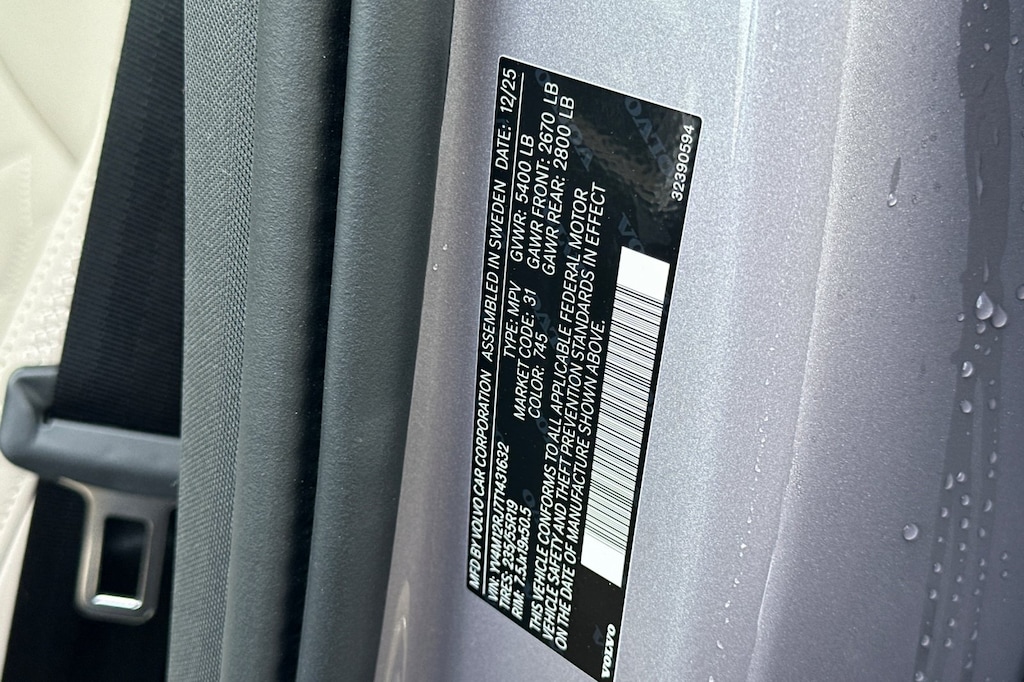 MFD BY VOLVO CAR CORPORATION ASSEMBLED IN SWEDEN DATE: 12/25
VIN: YV4M12RJ7T1431632 TYPE: MPV GVWR: 5400 LB
TIRES: 235/55R19 MARKET CODE: 31 GAWR FRONT: 2670 LB
RIM: 7.5Jx19x50.5 COLOR: 745 GAWR REAR: 2800 LB
THIS VEHICLE CONFORMS TO ALL APPLICABLE FEDERAL MOTOR
VEHICLE SAFETY AND THEFT PREVENTION STANDARDS IN EFFECT
ON THE DATE OF MANUFACTURE SHOWN ABOVE.
VOLVO
32390594